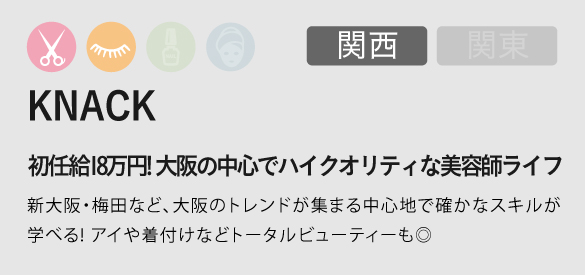 関西 関東
KNACK
初任給18万円! 大阪の中心でハイクオリティな美容師ライフ
新大阪・梅田など、大阪のトレンドが集まる中心地で確かなスキルが
学べる! アイや着付けなどトータルビューティーも◎